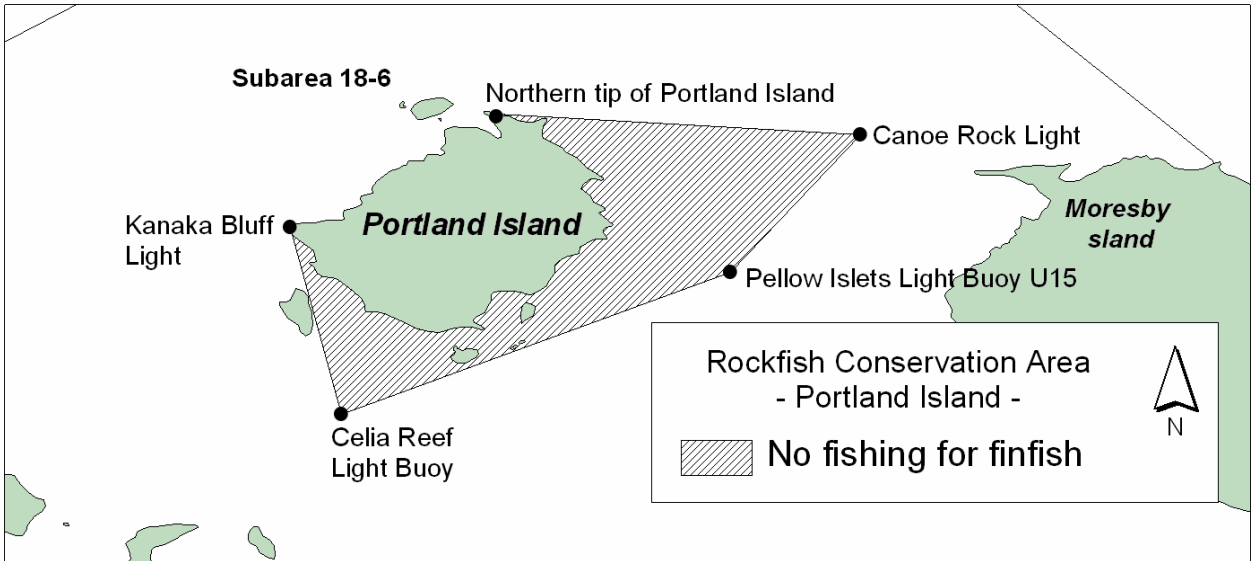 Subarea 18-6
Northern tip of Portland Island
Canoe Rock Light
Kanaka Bluff
Light
Portland Island
Moresby
sland
Pellow Islets Light Buoy U15
Celia Reef
Light Buoy
Rockfish Conservation Area
- Portland Island -
No fishing for finfish
N